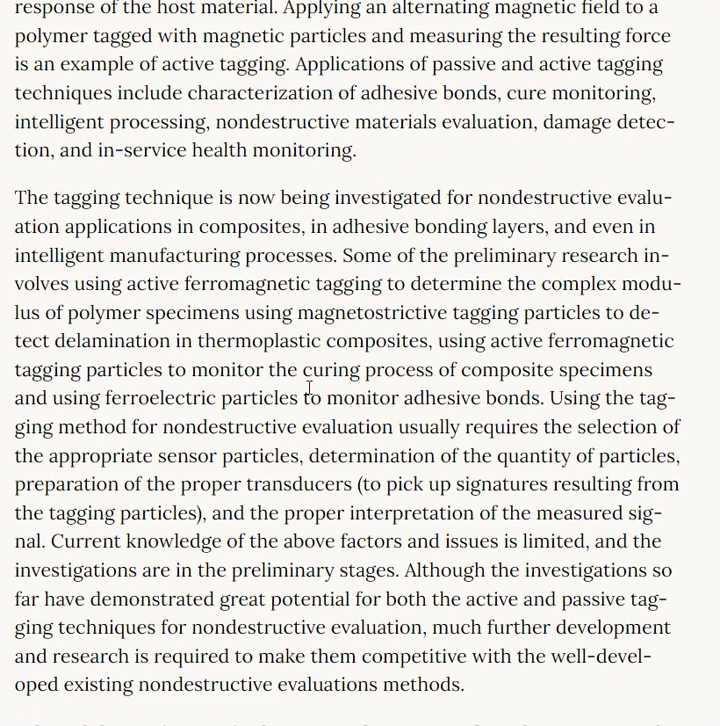 response of the host material. Applying an alternating magnetic field to a
polymer tagged with magnetic particles and measuring the resulting force
is an example of active tagging. Applications of passive and active tagging
techniques include characterization of adhesive bonds, cure monitoring,
intelligent processing, nondestructive materials evaluation, damage detec-
tion, and in-service health monitoring.
The tagging technique is now being investigated for nondestructive evalu-
ation applications in composites, in adhesive bonding layers, and even in
intelligent manufacturing processes. Some of the preliminary research in-
volves using active ferromagnetic tagging to determine the complex modu-
lus of polymer specimens using magnetostrictive tagging particles to de-
tect delamination in thermoplastic composites, using active ferromagnetic
tagging particles to monitor the curing process of composite specimens
and using ferroelectric particles to monitor adhesive bonds. Using the tag-
ging method for nondestructive evaluation usually requires the selection of
the appropriate sensor particles, determination of the quantity of particles,
preparation of the proper transducers (to pick up signatures resulting from
the tagging particles), and the proper interpretation of the measured sig-
nal. Current knowledge of the above factors and issues is limited, and the
investigations are in the preliminary stages. Although the investigations so
far have demonstrated great potential for both the active and passive tag-
ging techniques for nondestructive evaluation, much further development
and research is required to make them competitive with the well-devel-
oped existing nondestructive evaluations methods.